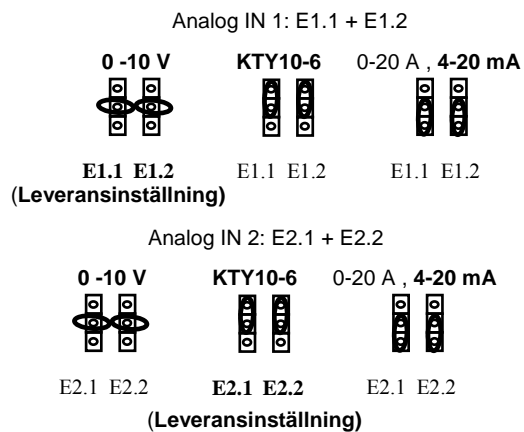 Analog IN 1: E1.1 + E1.2
0 -10 V KTY10-6 0-20 A , 4-20 mA
E1.1 E1.2 E1.1 E1.2 E1.1 E1.2
(Leveransinställning)
Analog IN 2: E2.1 + E2.2
0 -10 V KTY10-6 0-20 A , 4-20 mA
E2.1 E2.2 E2.1 E2.2 E2.1 E2.2
(Leveransinställning)